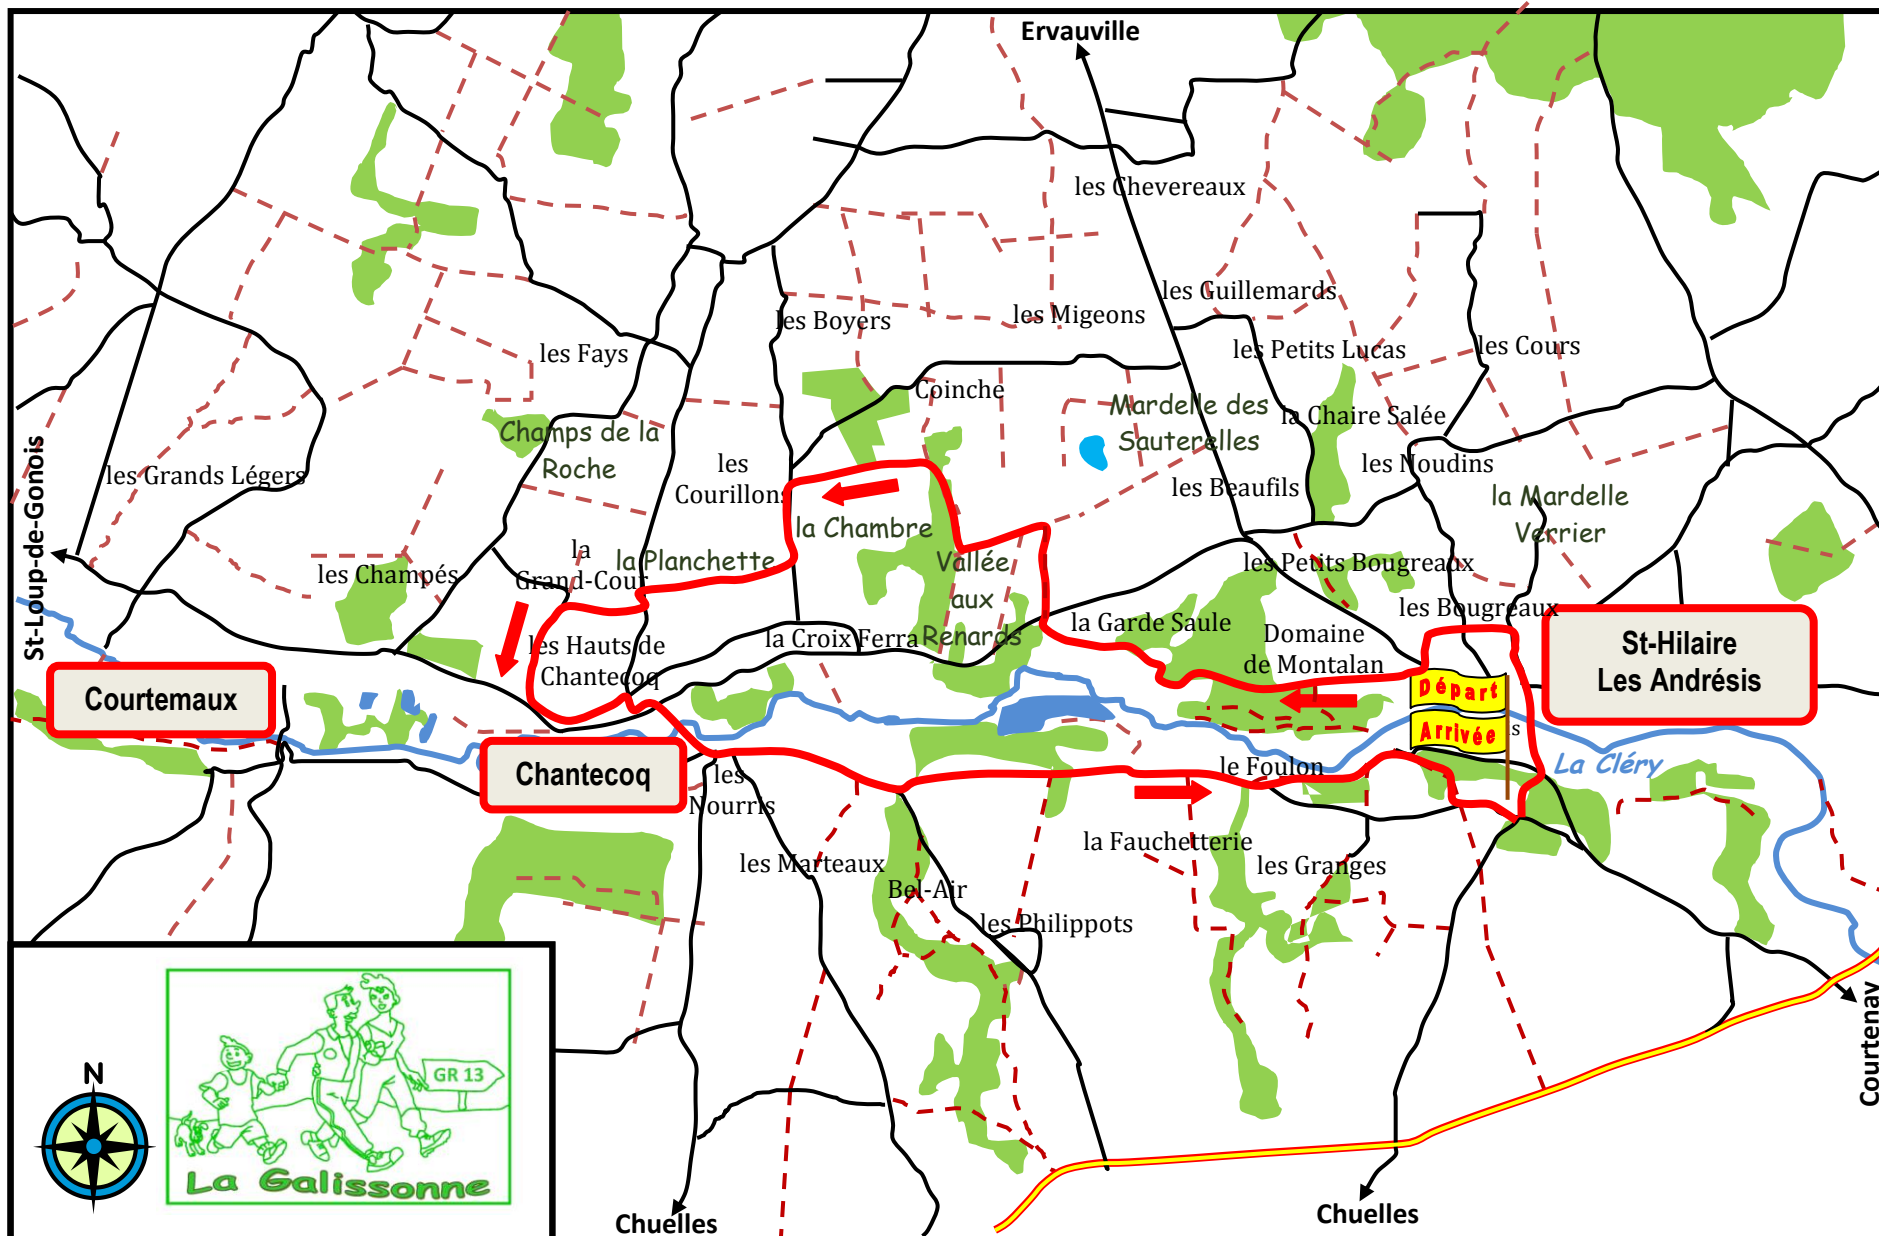 Ervauville
les Chevereaux
les Guillemards
les Boyers
les Migeons
les Fays
les Petits Lucas
les Cours
Coinche
Mardelle des
Sauterelles
la Chaire Salée
Champs de la
Roche
les Grands Légers
les
Courillons
les Noudins
les Beaufils
la Mardelle
Verrier
St-Loup-de-Gonois
la Chambre
la
Grand-Cour
la Planchette
Vallée
aux
Renards
les Champés
les Petits Bougreaux
les Bougreaux
la Garde Saule
Domaine
de Montalan
la Croix Ferra
les Hauts de
Chantecoq
St-Hilaire
Les Andrésis
Courtemaux
Départ
Arrivée
s
Chantecoq
les
Nourris
le Foulon
La Cléry
la Fauchetterie
les Granges
les Marteaux
Bel-Air
les Philippots
Courtenay
N
GR 13
La Galissonne
Chuelles
Chuelles